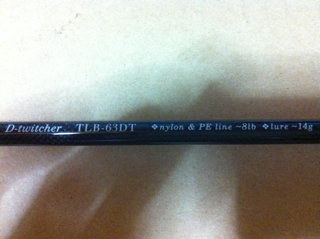 D-twitcher TLB-63DT ❖nylon & PE line ~8lb ❖lure ~14g